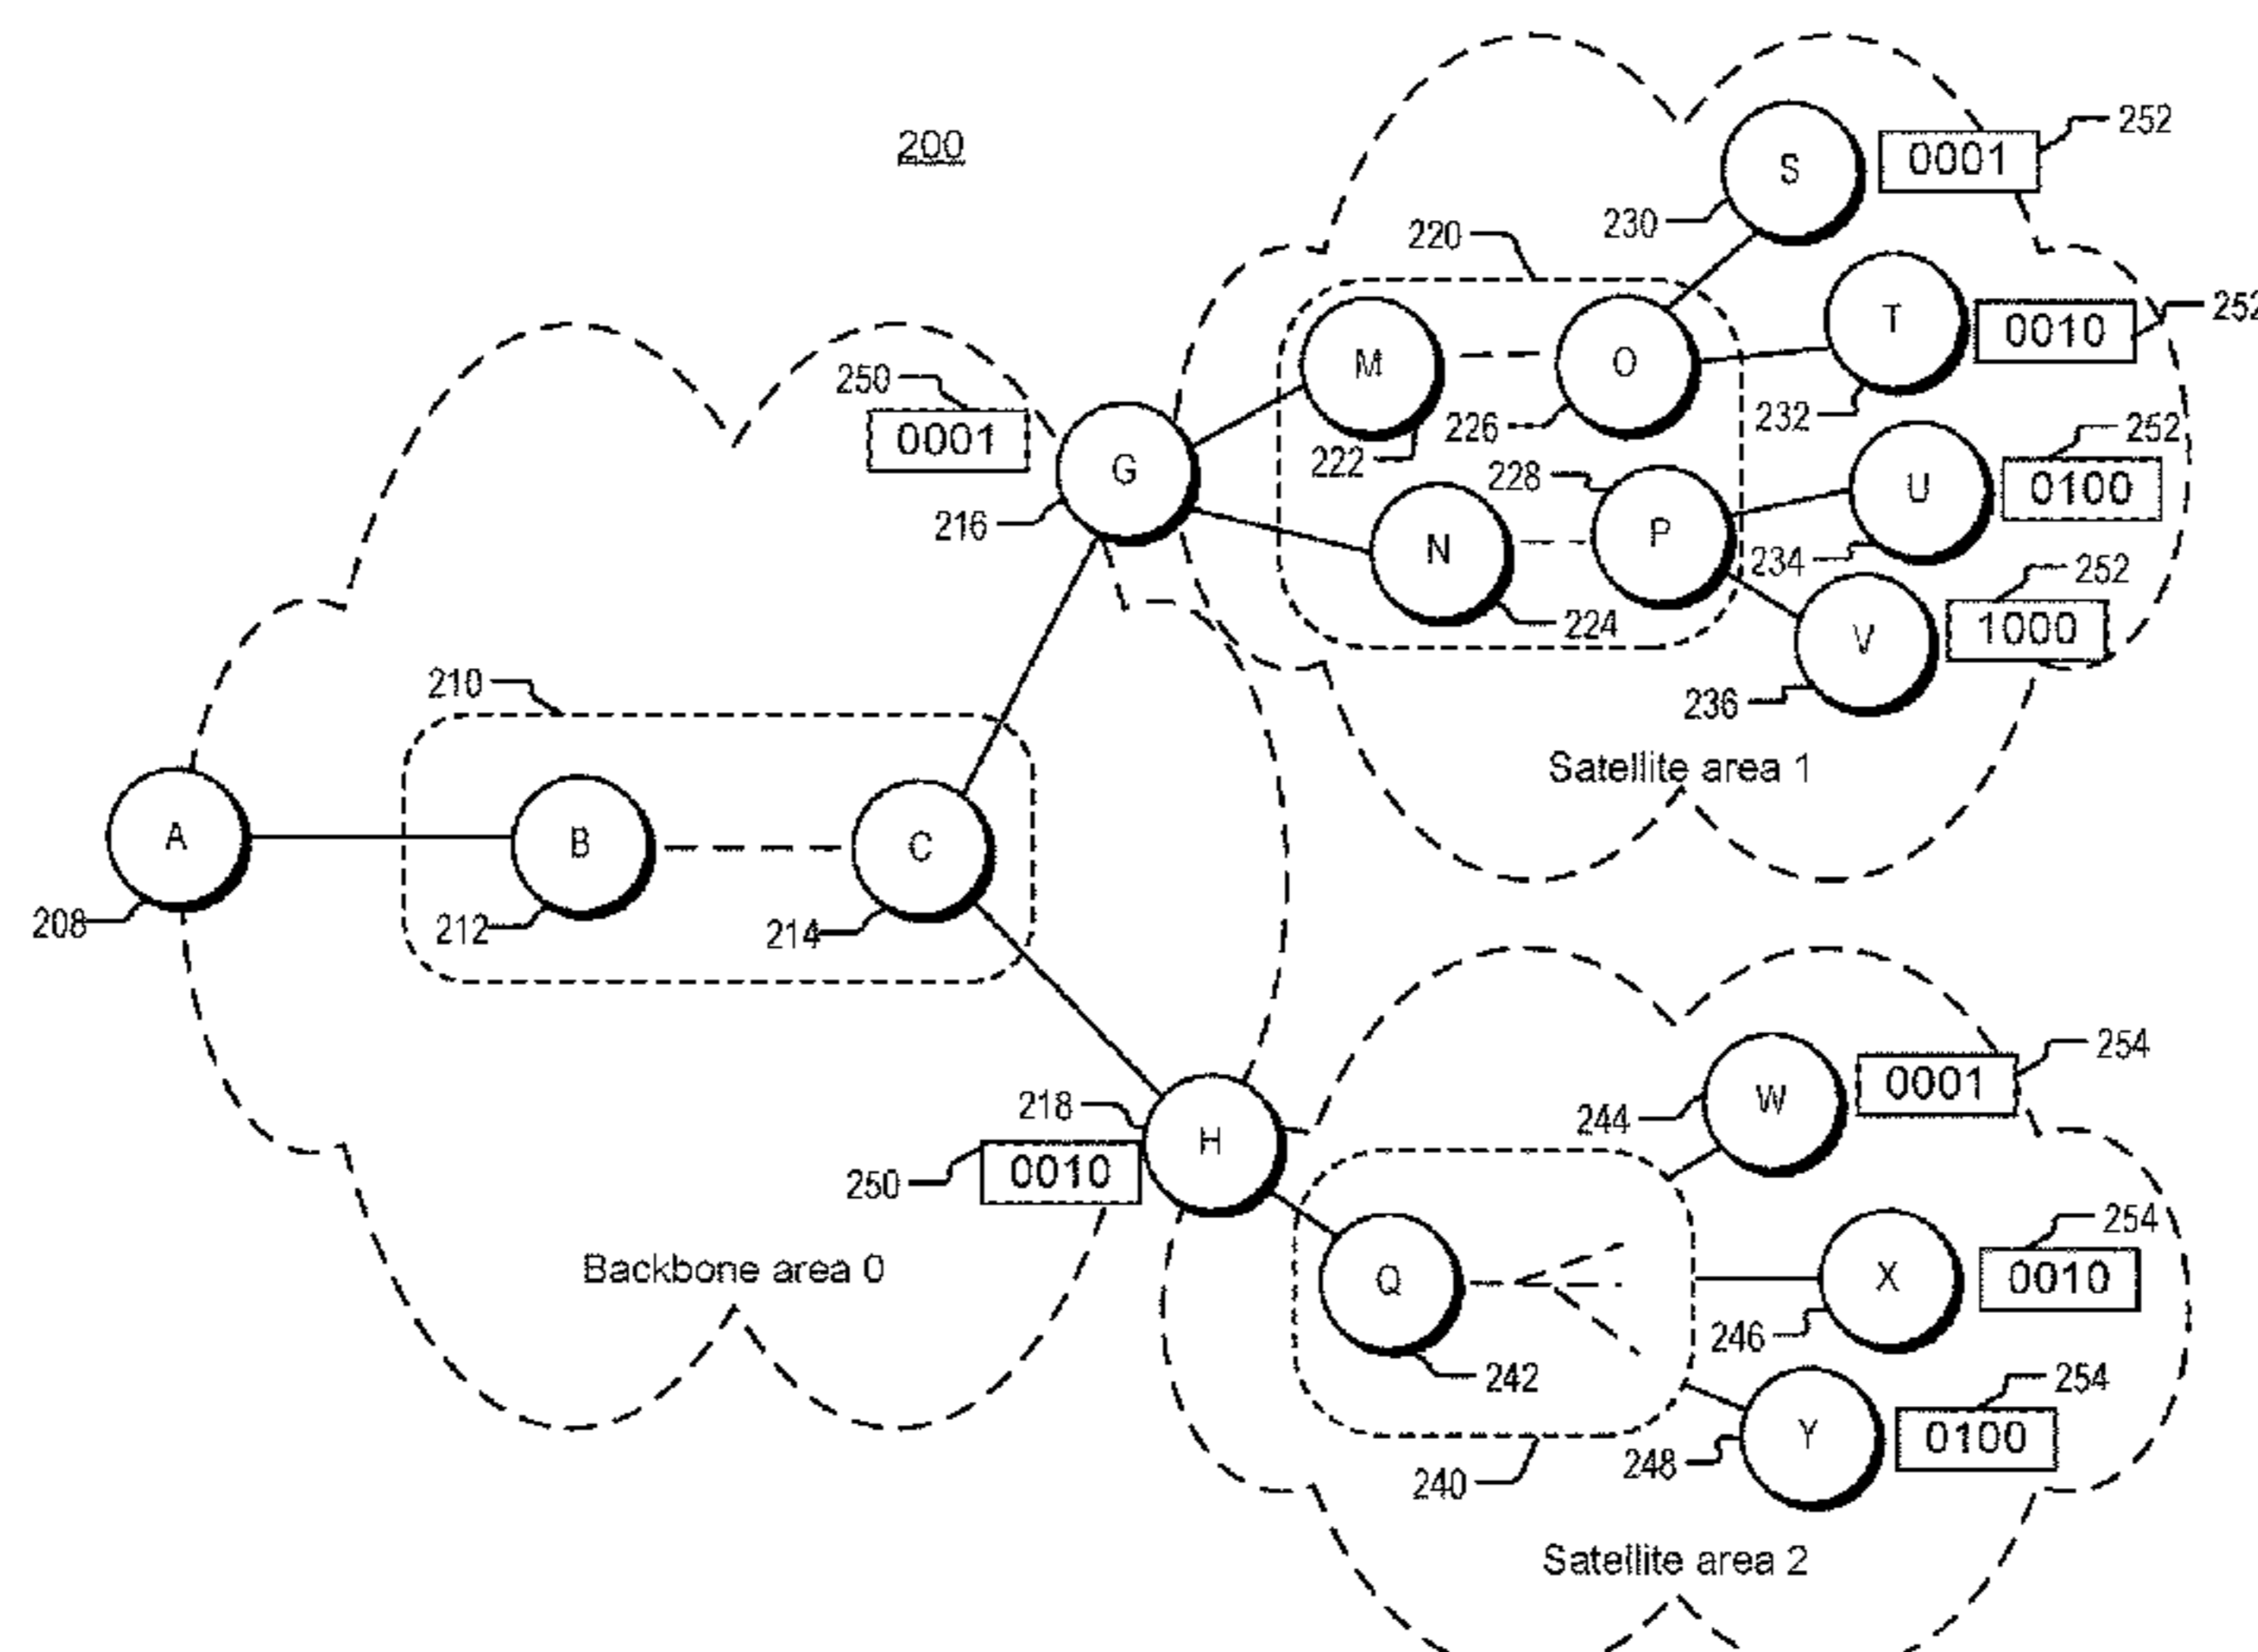 200
S
0001
252
230
220
T
0010
252
M
O
250
0001
232
226
222
252
G
228
U
0100
216
N
P
234
252
224
V
1000
236
210
Satellite area 1
A
B
C
208
212
214
254
W
0001
218
244
H
250
0010
254
Q
X
0010
Backbone area 0
246
242
254
Y
0100
248
240
Satellite area 2